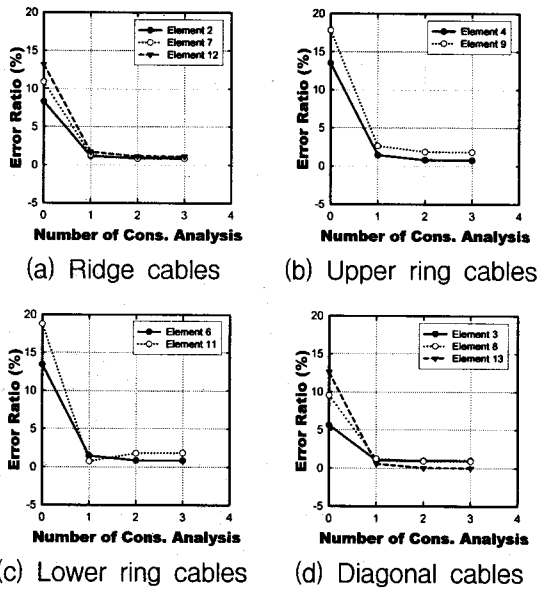 20
15
10
5
0
-5
Error Ratio (%)
Element 2
Element 7
Element 12
0 1 2 3 4
Number of Cons. Analysis
(a) Ridge cables
20
15
10
5
0
-5
Error Ratio (%)
Element 4
Element 9
0 1 2 3 4
Number of Cons. Analysis
(b) Upper ring cables
20
15
10
5
0
-5
Error Ratio (%)
Element 6
Element 11
0 1 2 3 4
Number of Cons. Analysis
(c) Lower ring cables
20
15
10
5
0
-5
Error Ratio (%)
Element 3
Element 8
Element 13
0 1 2 3 4
Number of Cons. Analysis
(d) Diagonal cables